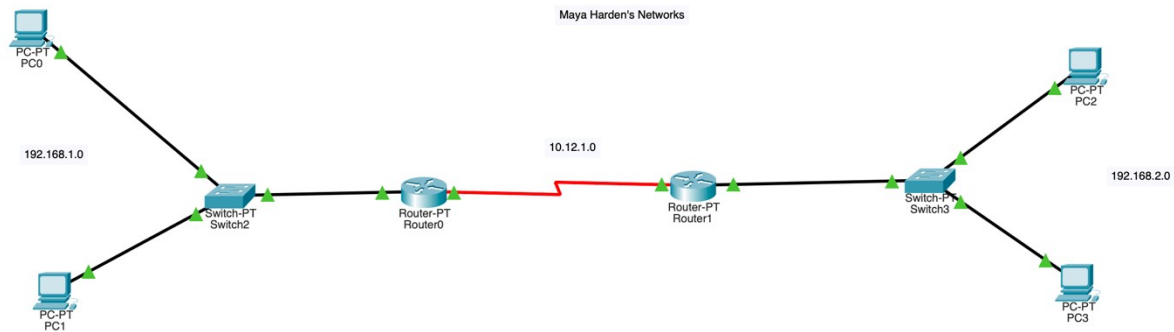 Maya Harden's Networks
PC-PT
PC0
PC-PT
PC2
192.168.1.0
10.12.1.0
192.168.2.0
Switch-PT
Switch2
Router-PT
Router0
Router-PT
Router1
Switch-PT
Switch3
PC-PT
PC1
PC-PT
PC3